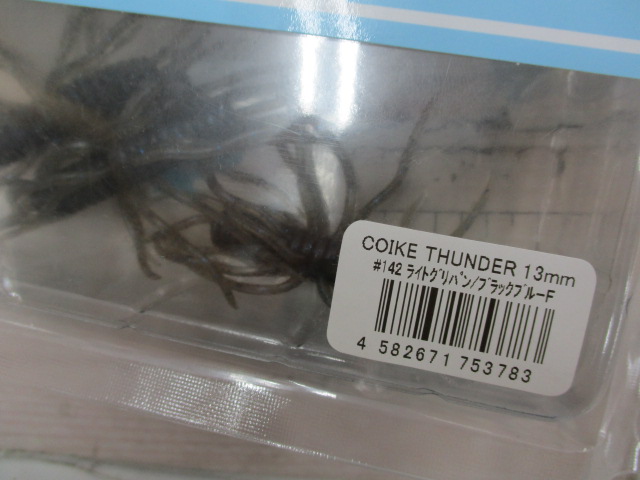 COIKE THUNDER 13mm
#142 ライトグリパン/ブラックブルーF
4 582671 753783